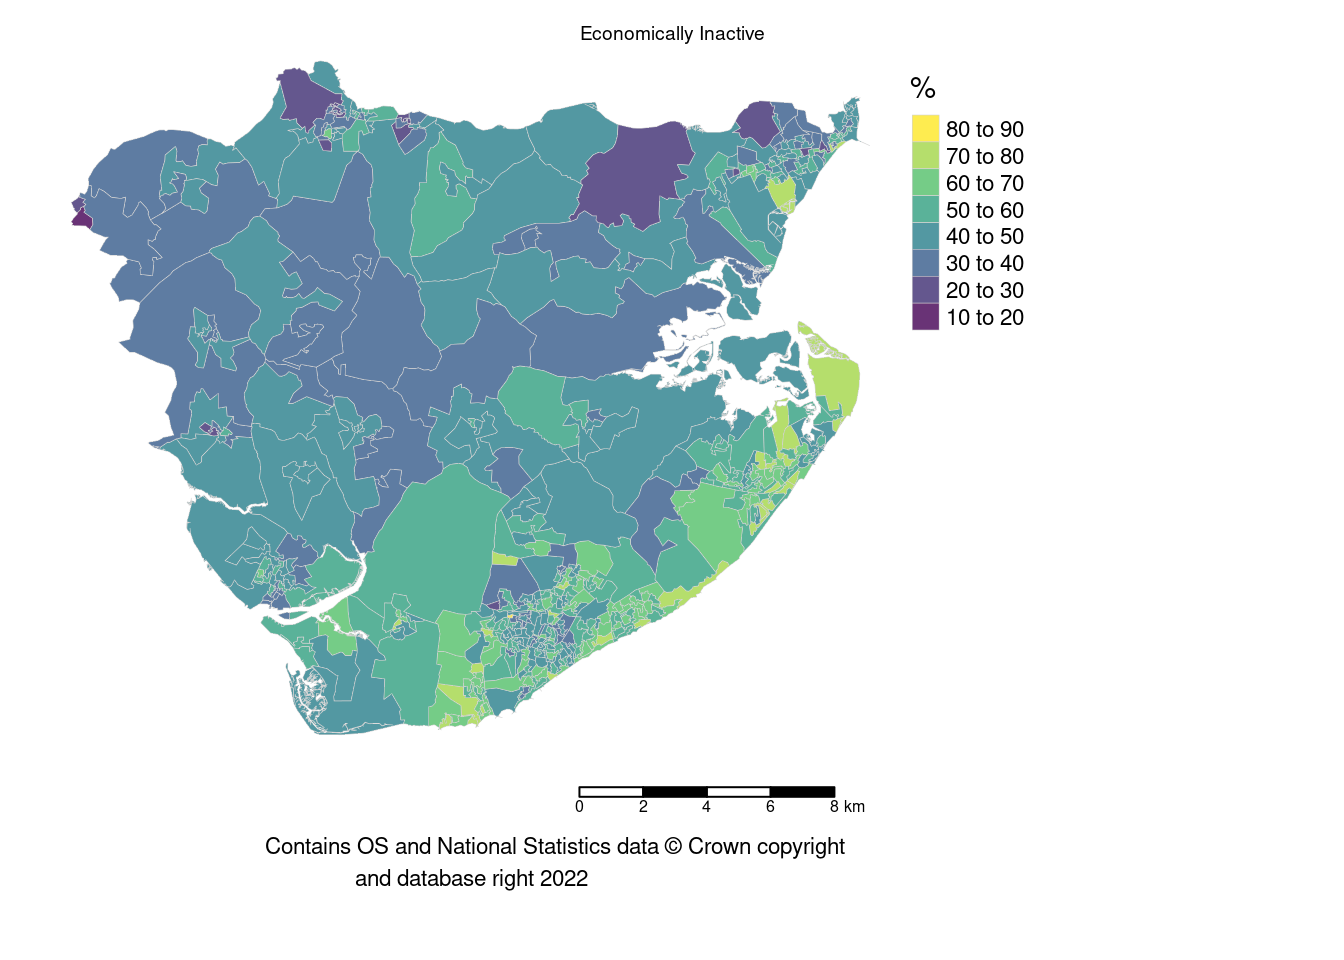 Economically Inactive
%
80 to 90
70 to 80
60 to 70
50 to 60
40 to 50
30 to 40
20 to 30
10 to 20
0 2 4 6 8 km
Contains OS and National Statistics data © Crown copyright
and database right 2022